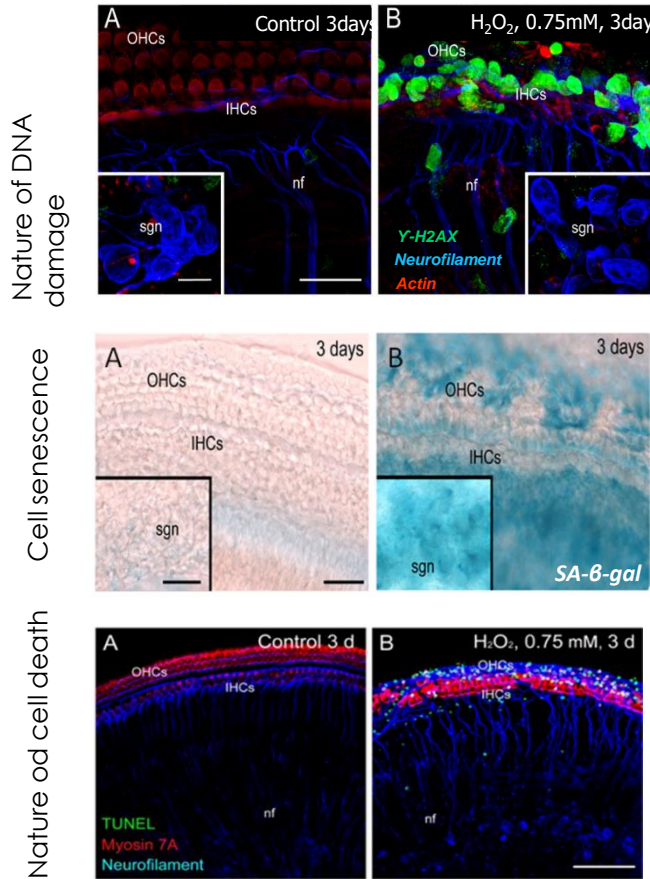 Nature of DNA
damage
A
Control 3days
OHCs
IHCs
nf
sgn
B
H₂O₂, 0.75mM, 3day
OHCs
IHCs
nf
sgn
Y-H2AX
Neurofilament
Actin
Cell senescence
A
3 days
OHCs
IHCs
sgn
B
3 days
OHCs
IHCs
sgn
SA-β-gal
Nature od cell death
A
Control 3 d
OHCs
IHCs
nf
TUNEL
Myosin 7A
Neurofilament
B
H₂O₂, 0.75 mM, 3 d
OHCs
IHCs
nf